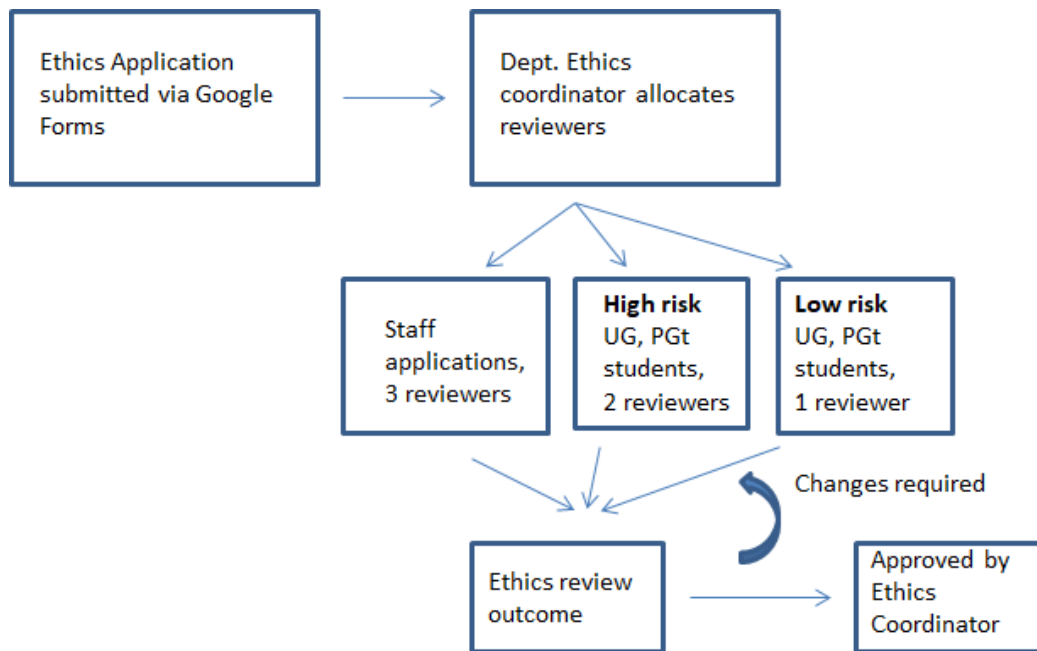 Ethics Application
submitted via Google
Forms
Dept. Ethics
coordinator allocates
reviewers
Staff
applications,
3 reviewers
High risk
UG, PGt
students,
2 reviewers
Low risk
UG, PGt
students,
1 reviewer
Changes required
Ethics review
outcome
Approved by
Ethics
Coordinator